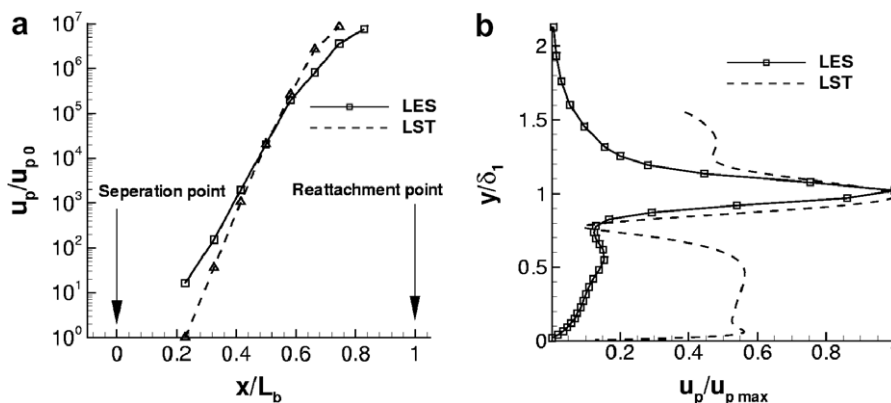 a
10^7
10^6
10^5
10^4
10^3
10^2
10^1
10^0
u_p/u_p 0
LES
LST
Seperation point
Reattachment point
0 0.2 0.4 0.6 0.8 1
x/L_b
b
2
1.5
1
0.5
0
y/δ_1
LES
LST
0.2 0.4 0.6 0.8
u_p/u_p max